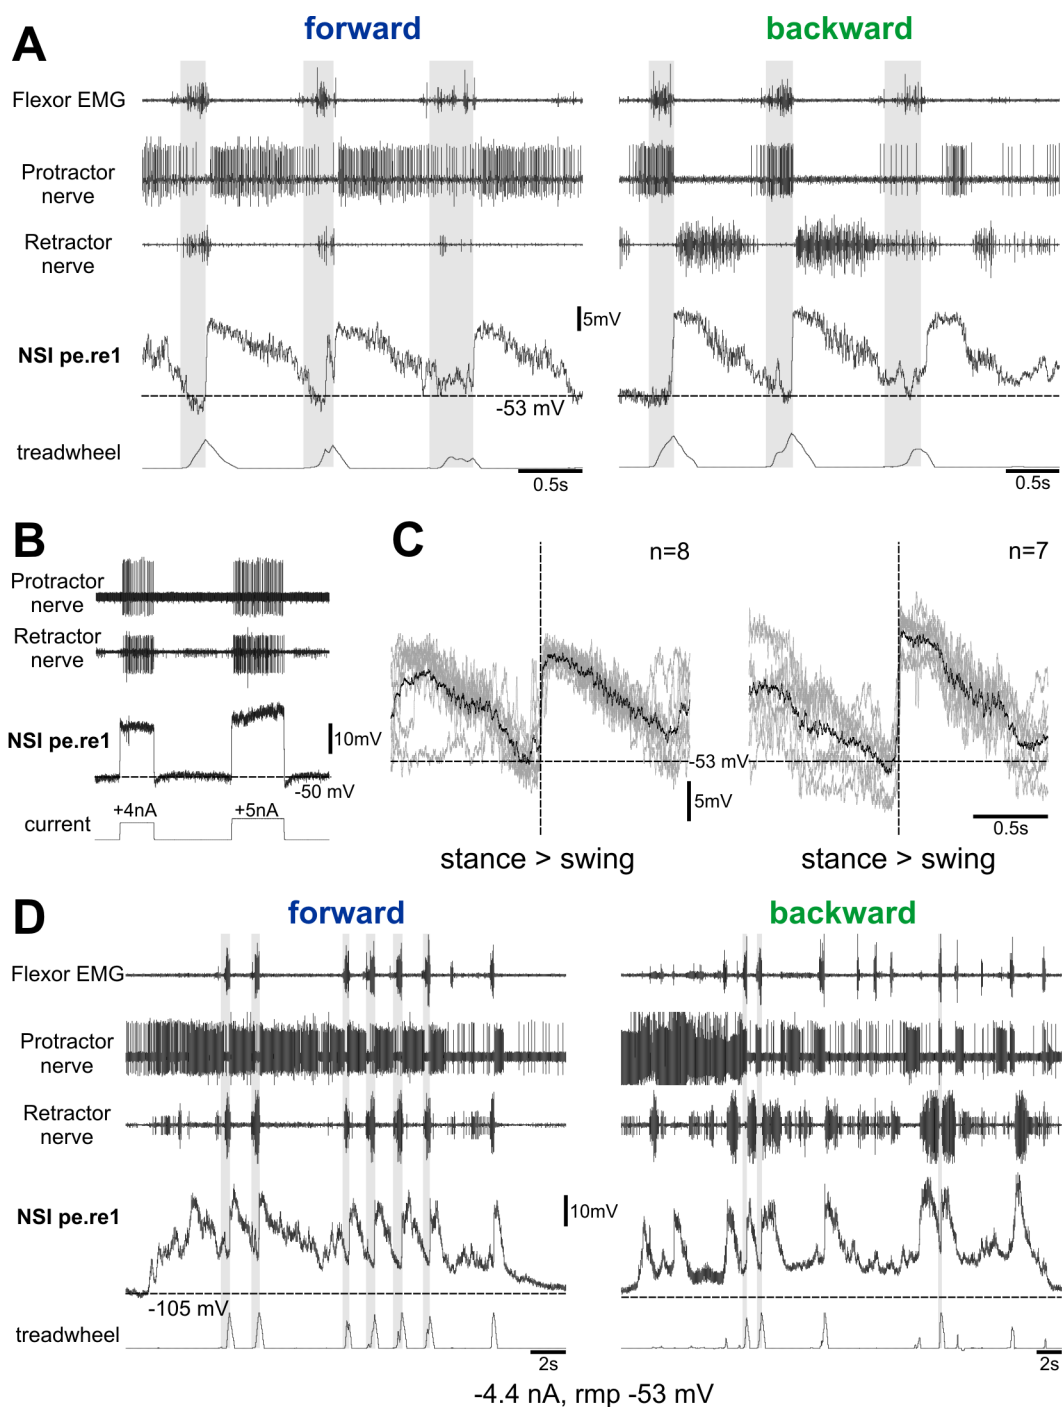 A
forward
backward
Flexor EMG
Protractor
nerve
Retractor
nerve
5mV
NSI pe.re1
-53 mV
treadwheel
0.5s
0.5s
B
Protractor
nerve
Retractor
nerve
NSI pe.re1
10mV
-50 mV
+4nA
+5nA
current
C
n=8
n=7
-53 mV
5mV
0.5s
stance > swing
stance > swing
D
forward
backward
Flexor EMG
Protractor
nerve
Retractor
nerve
NSI pe.re1
10mV
-105 mV
treadwheel
2s
2s
-4.4 nA, rmp -53 mV